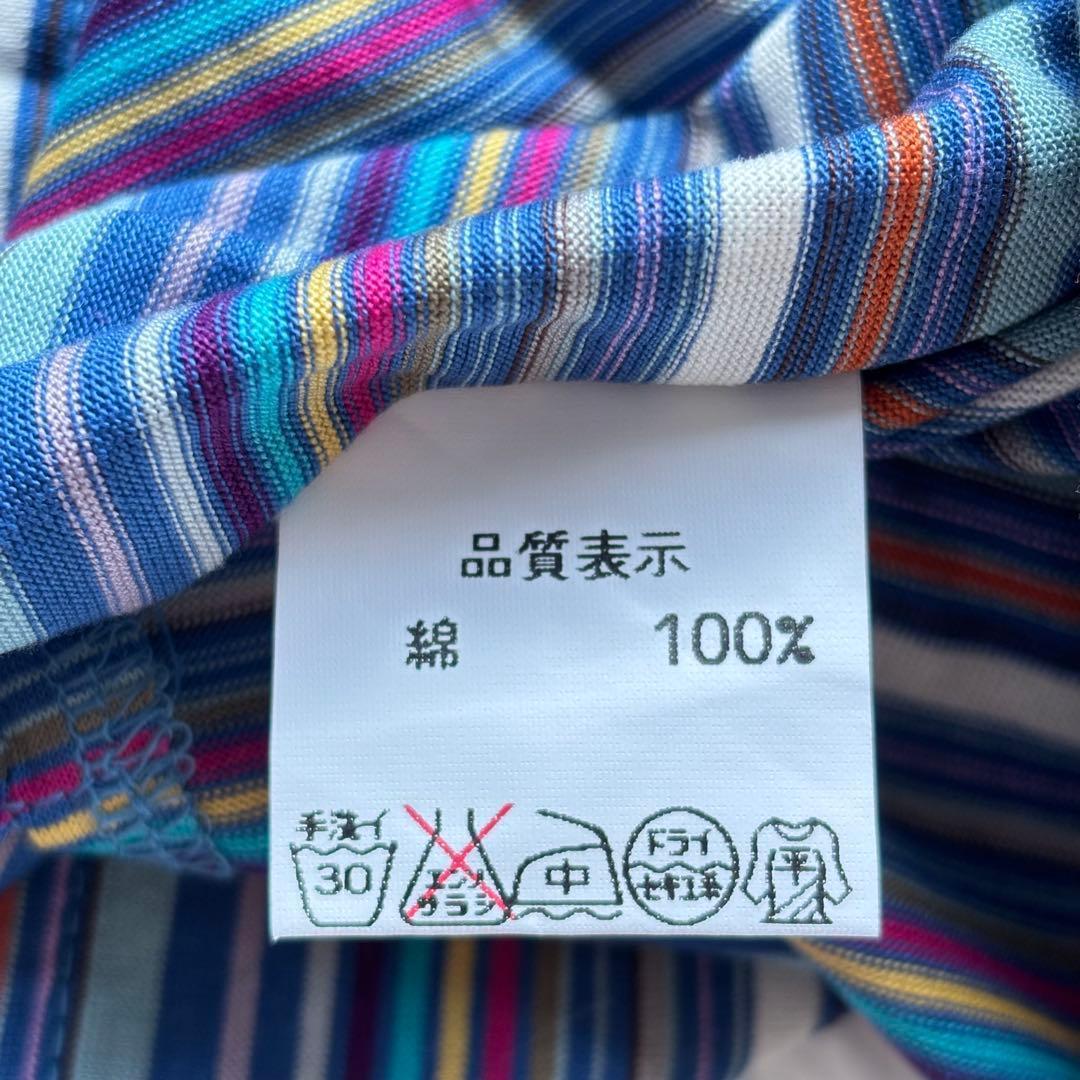 品質表示
綿 100%
手洗イ
30
エンソ
サラシ
中
ドライ
セキユ系
平